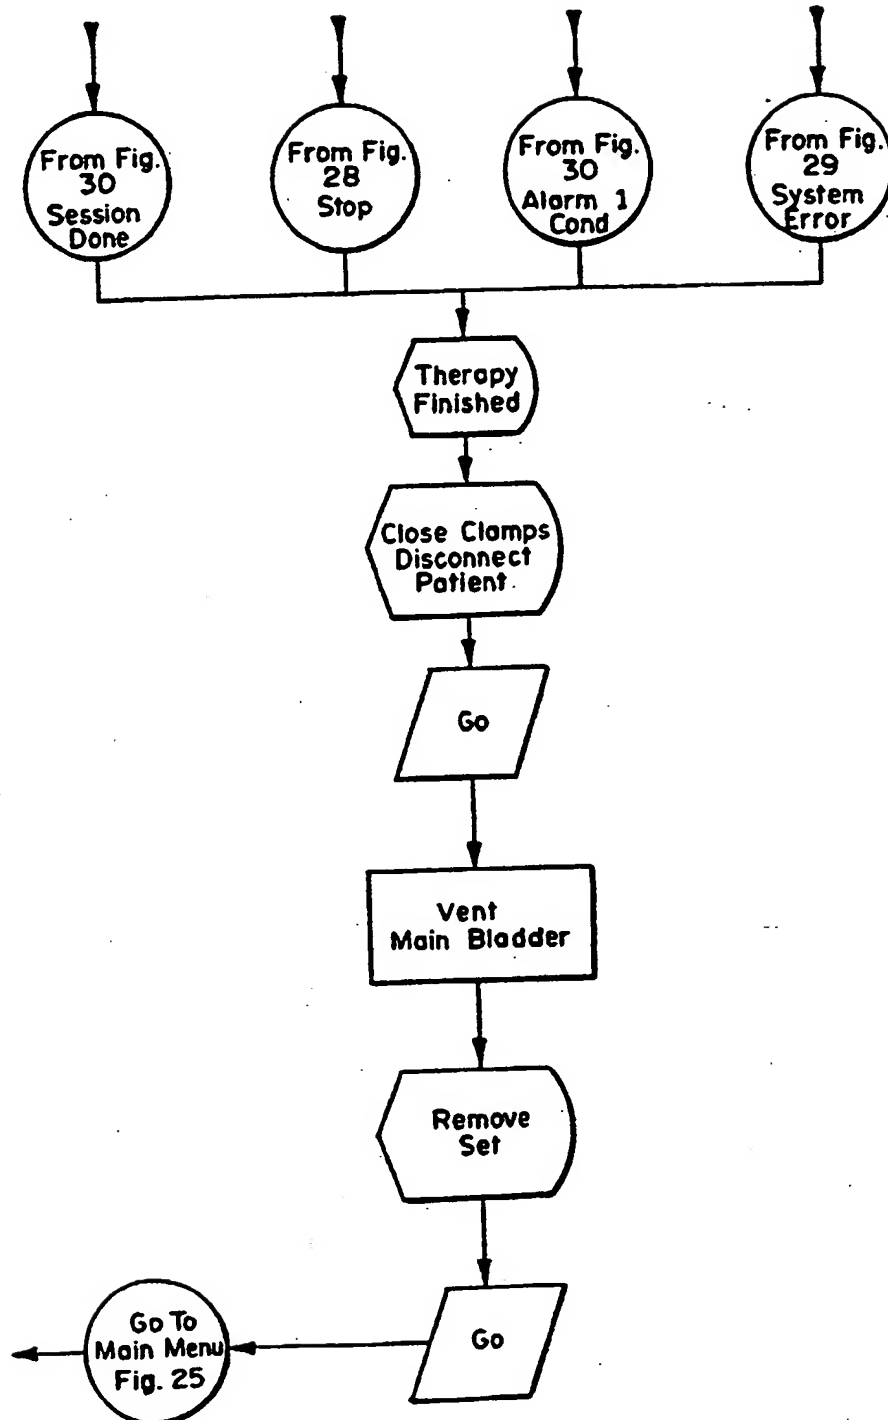 From Fig.
30
Session
Done
From Fig.
28
Stop
From Fig.
30
Alarm 1
Cond
From Fig.
29
System
Error
Therapy
Finished
Close Clamps
Disconnect
Patient
Go
Vent
Main Bladder
Remove
Set
Go
Go To
Main Menu
Fig. 25